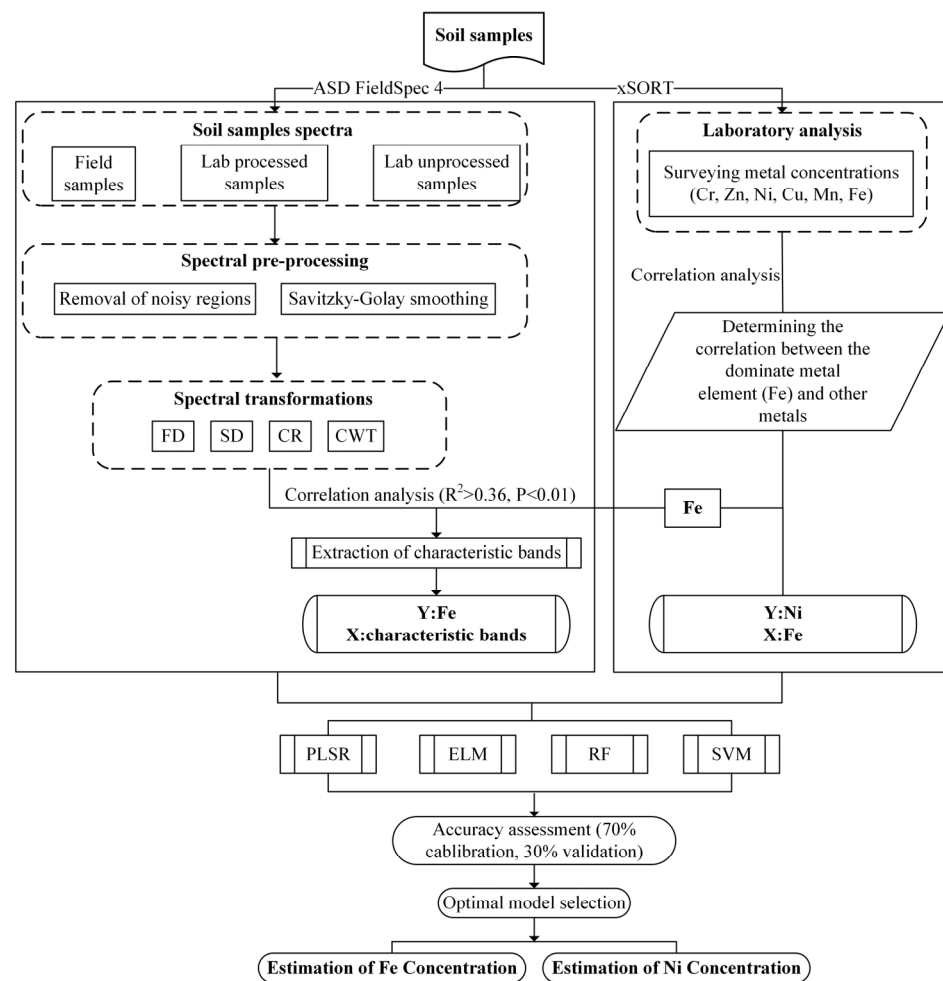 Soil samples
ASD FieldSpec 4
xSORT
Soil samples spectra
Field
samples
Lab processed
samples
Lab unprocessed
samples
Spectral pre-processing
Removal of noisy regions
Savitzky-Golay smoothing
Spectral transformations
FD
SD
CR
CWT
Correlation analysis (R²>0.36, P<0.01)
Extraction of characteristic bands
Y:Fe
X:characteristic bands
Laboratory analysis
Surveying metal concentrations
(Cr, Zn, Ni, Cu, Mn, Fe)
Correlation analysis
Determining the
correlation between the
dominate metal
element (Fe) and other
metals
Fe
Y:Ni
X:Fe
PLSR
ELM
RF
SVM
Accuracy assessment (70%
cablibration, 30% validation)
Optimal model selection
Estimation of Fe Concentration
Estimation of Ni Concentration